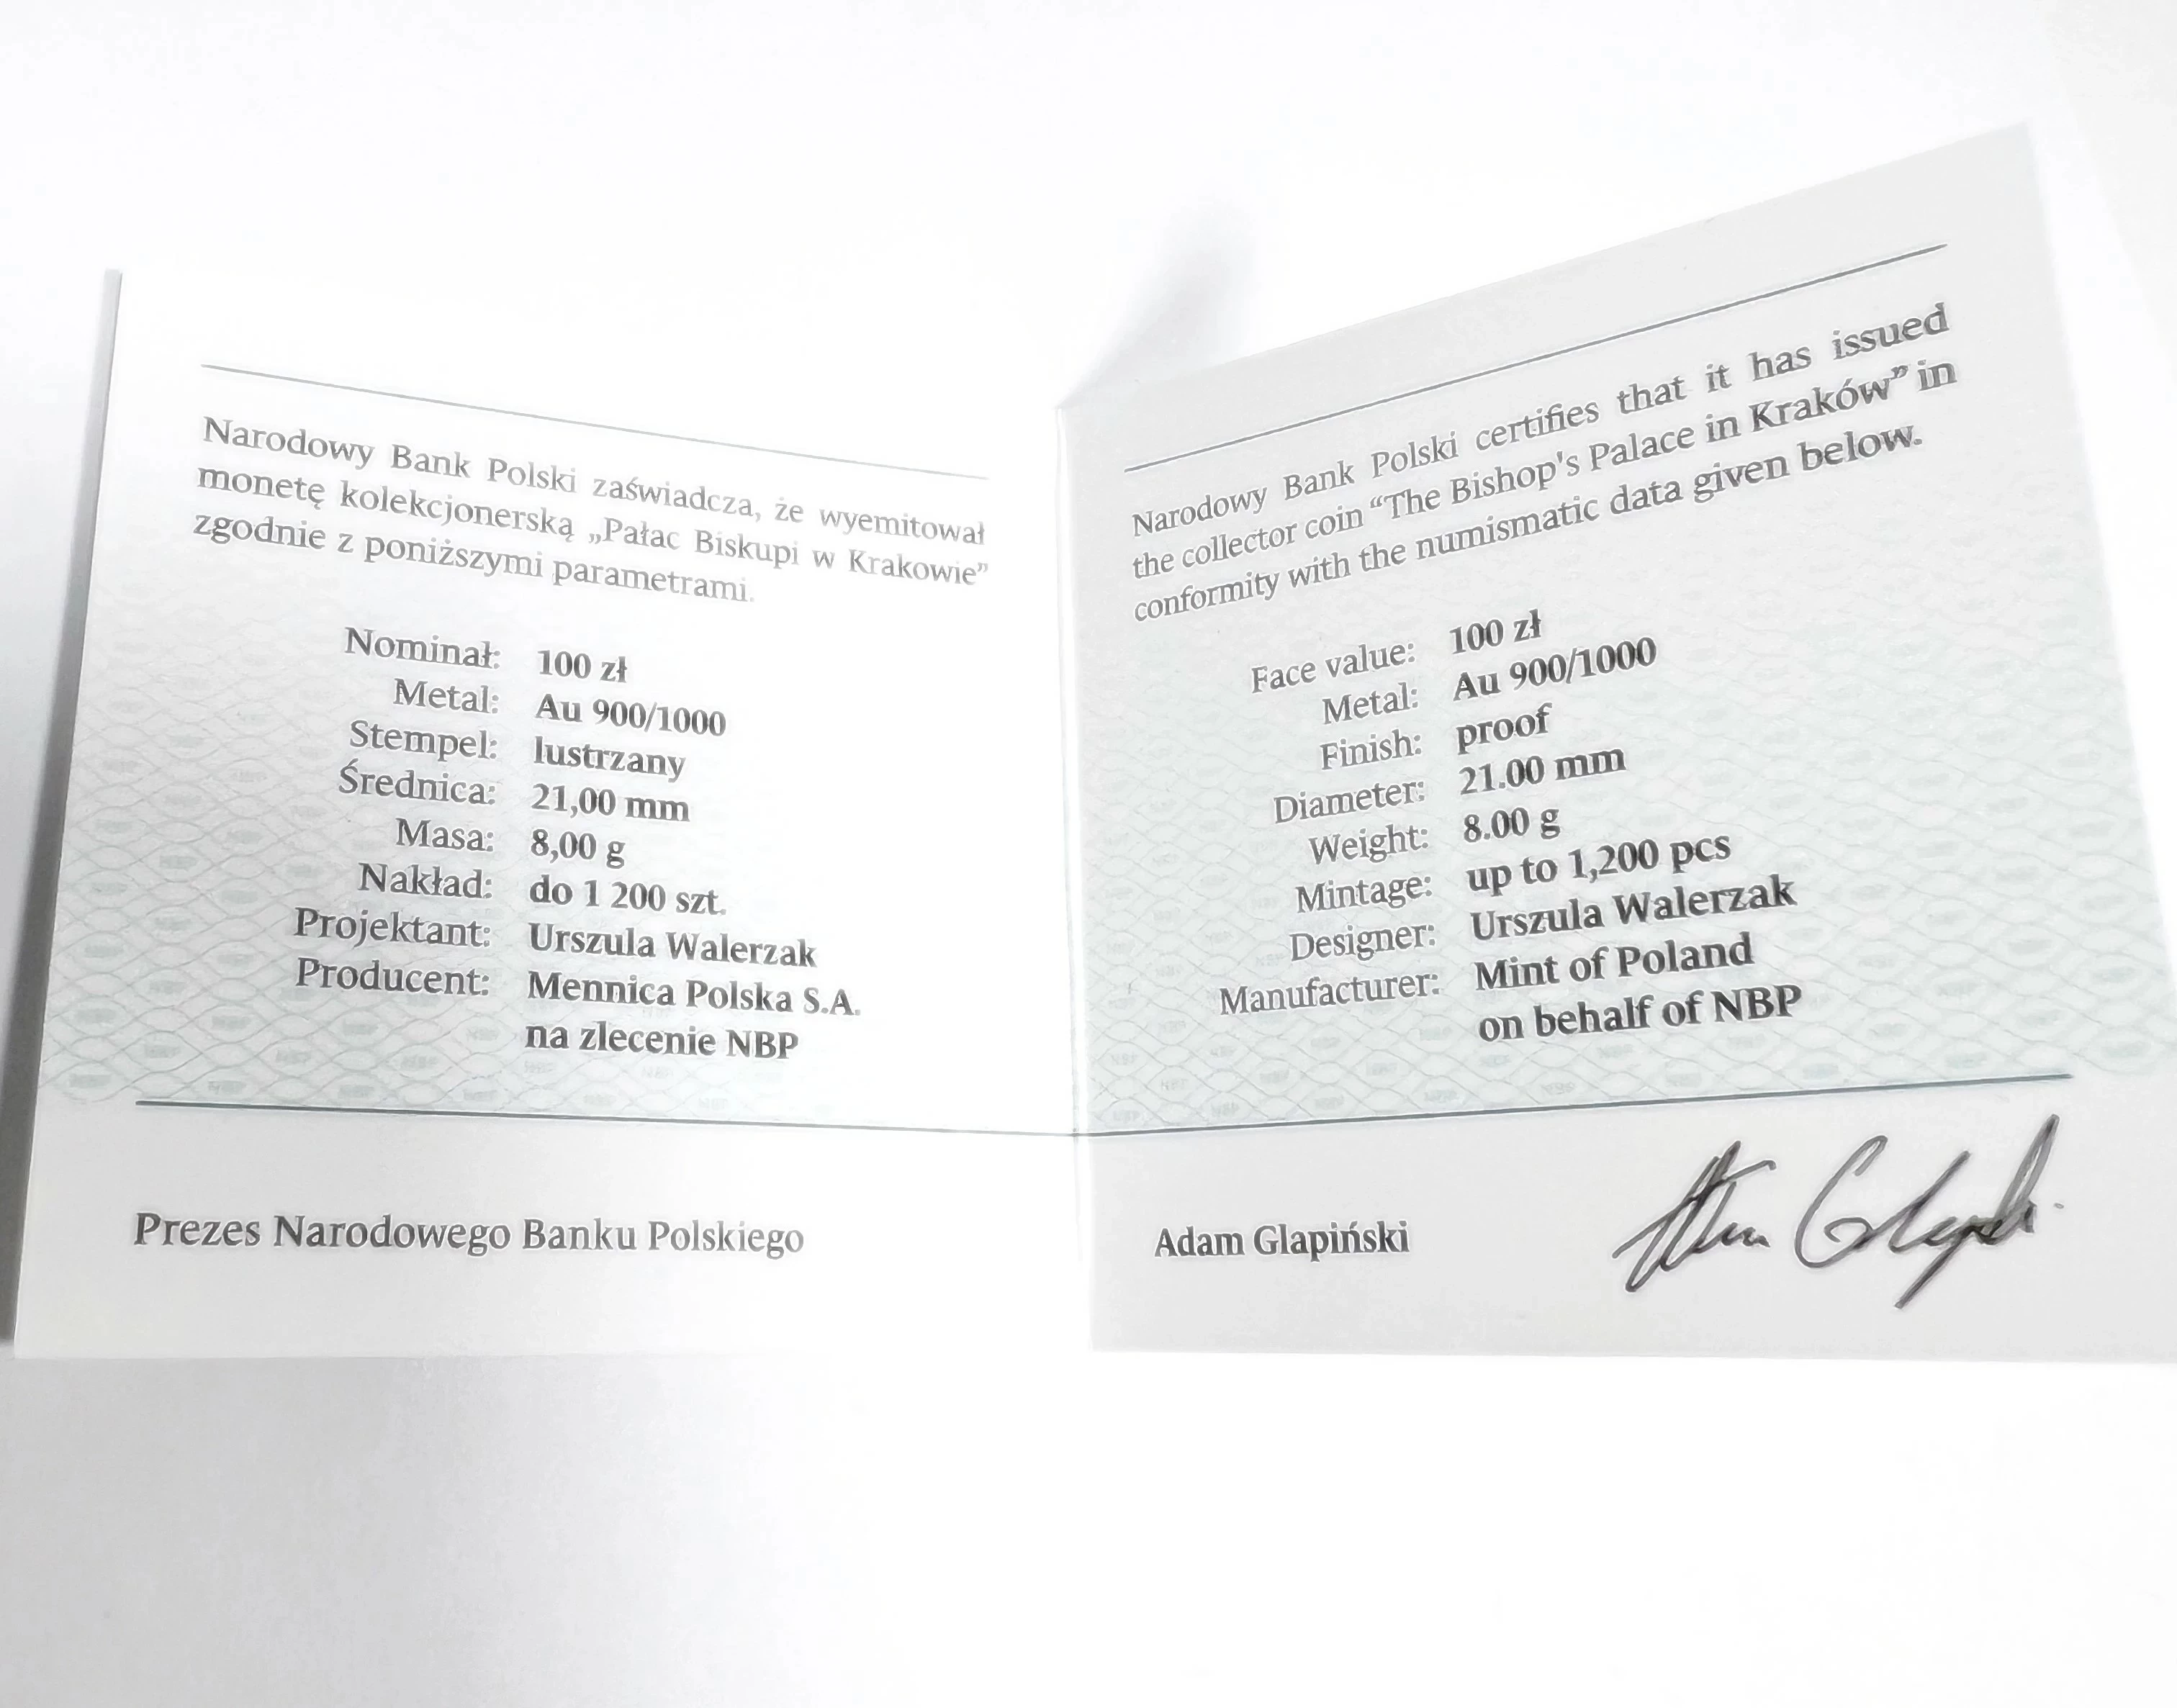 Narodowy Bank Polski zaświadcza, że wyemitował
monetę kolekcjonerską „Pałac Biskupi w Krakowie”
zgodnie z poniższymi parametrami.
Nominał: 100 zł
Metal: Au 900/1000
Stempel: lustrzany
Średnica: 21,00 mm
Masa: 8,00 g
Nakład: do 1 200 szt.
Projektant: Urszula Walerzak
Producent: Mennica Polska S.A.
na zlecenie NBP
Prezes Narodowego Banku Polskiego
Narodowy Bank Polski certifies that it has issued
the collector coin “The Bishop's Palace in Kraków” in
conformity with the numismatic data given below.
Face value: 100 zł
Metal: Au 900/1000
Finish: proof
Diameter: 21.00 mm
Weight: 8.00 g
Mintage: up to 1,200 pcs
Designer: Urszula Walerzak
Manufacturer: Mint of Poland
on behalf of NBP
Adam Glapiński